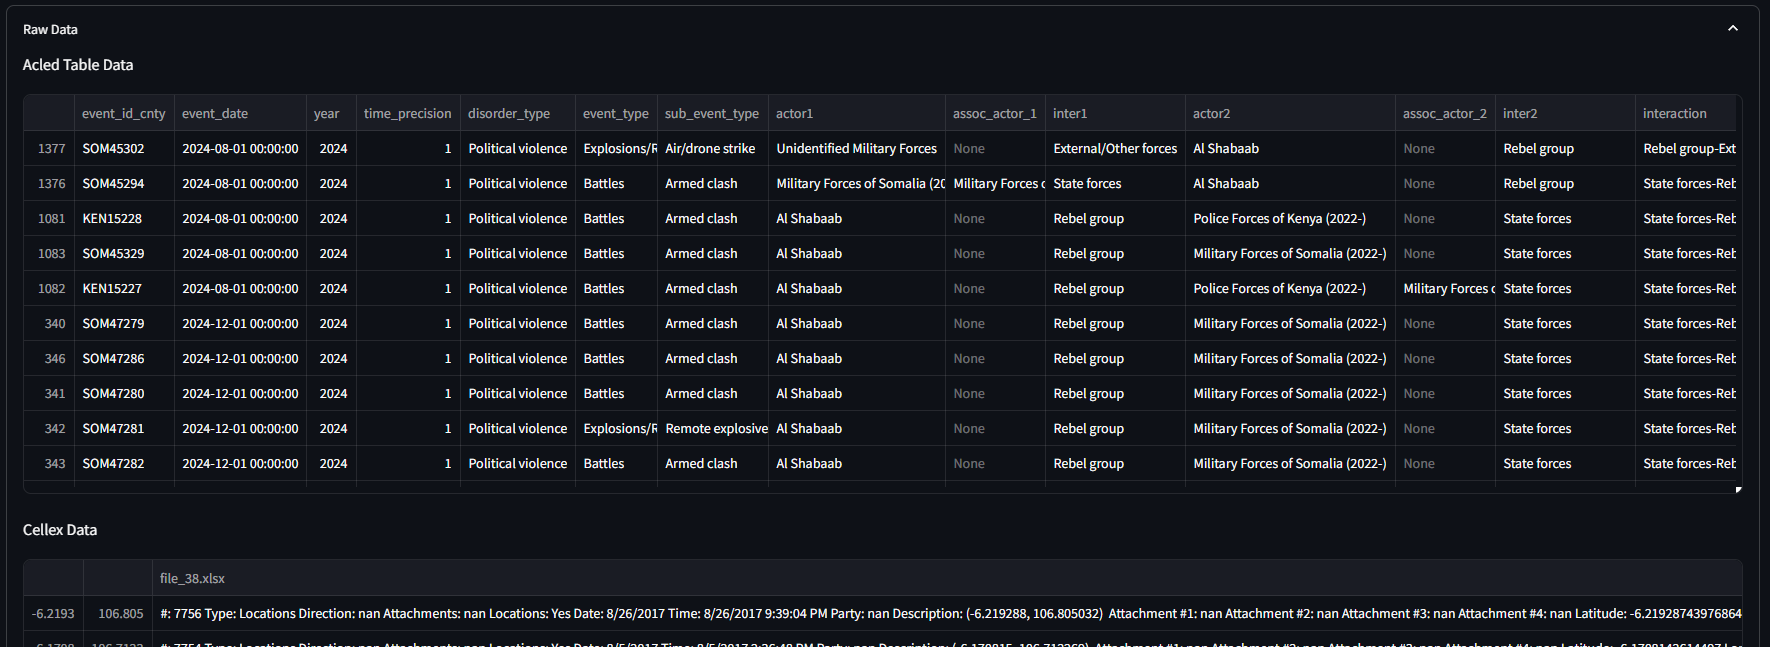 Raw Data
Acled Table Data
event_id_cnty event_date year time_precision disorder_type event_type sub_event_type actor1 assoc_actor_1 inter1 actor2 assoc_actor_2 inter2 interaction
1377 SOM45302 2024-08-01 00:00:00 2024 1 Political violence Explosions/R Air/drone strike Unidentified Military Forces None External/Other forces Al Shabaab None Rebel group Rebel group-Ext
1376 SOM45294 2024-08-01 00:00:00 2024 1 Political violence Battles Armed clash Military Forces of Somalia (20 Military Forces o State forces Al Shabaab None Rebel group State forces-Reb
1081 KEN15228 2024-08-01 00:00:00 2024 1 Political violence Battles Armed clash Al Shabaab None Rebel group Police Forces of Kenya (2022-) None State forces State forces-Reb
1083 SOM45329 2024-08-01 00:00:00 2024 1 Political violence Battles Armed clash Al Shabaab None Rebel group Military Forces of Somalia (2022-) None State forces State forces-Reb
1082 KEN15227 2024-08-01 00:00:00 2024 1 Political violence Battles Armed clash Al Shabaab None Rebel group Police Forces of Kenya (2022-) Military Forces o State forces State forces-Reb
340 SOM47279 2024-12-01 00:00:00 2024 1 Political violence Battles Armed clash Al Shabaab None Rebel group Military Forces of Somalia (2022-) None State forces State forces-Reb
346 SOM47286 2024-12-01 00:00:00 2024 1 Political violence Battles Armed clash Al Shabaab None Rebel group Military Forces of Somalia (2022-) None State forces State forces-Reb
341 SOM47280 2024-12-01 00:00:00 2024 1 Political violence Battles Armed clash Al Shabaab None Rebel group Military Forces of Somalia (2022-) None State forces State forces-Reb
342 SOM47281 2024-12-01 00:00:00 2024 1 Political violence Explosions/R Remote explosive Al Shabaab None Rebel group Military Forces of Somalia (2022-) None State forces State forces-Reb
343 SOM47282 2024-12-01 00:00:00 2024 1 Political violence Battles Armed clash Al Shabaab None Rebel group Military Forces of Somalia (2022-) None State forces State forces-Reb
Cellex Data
file_38.xlsx
-6.2193 106.805 #: 7756 Type: Locations Direction: nan Attachments: nan Locations: Yes Date: 8/26/2017 Time: 8/26/2017 9:39:04 PM Party: nan Description: (-6.219288, 106.805032) Attachment #1: nan Attachment #2: nan Attachment #3: nan Attachment #4: nan Latitude: -6.21928743976864